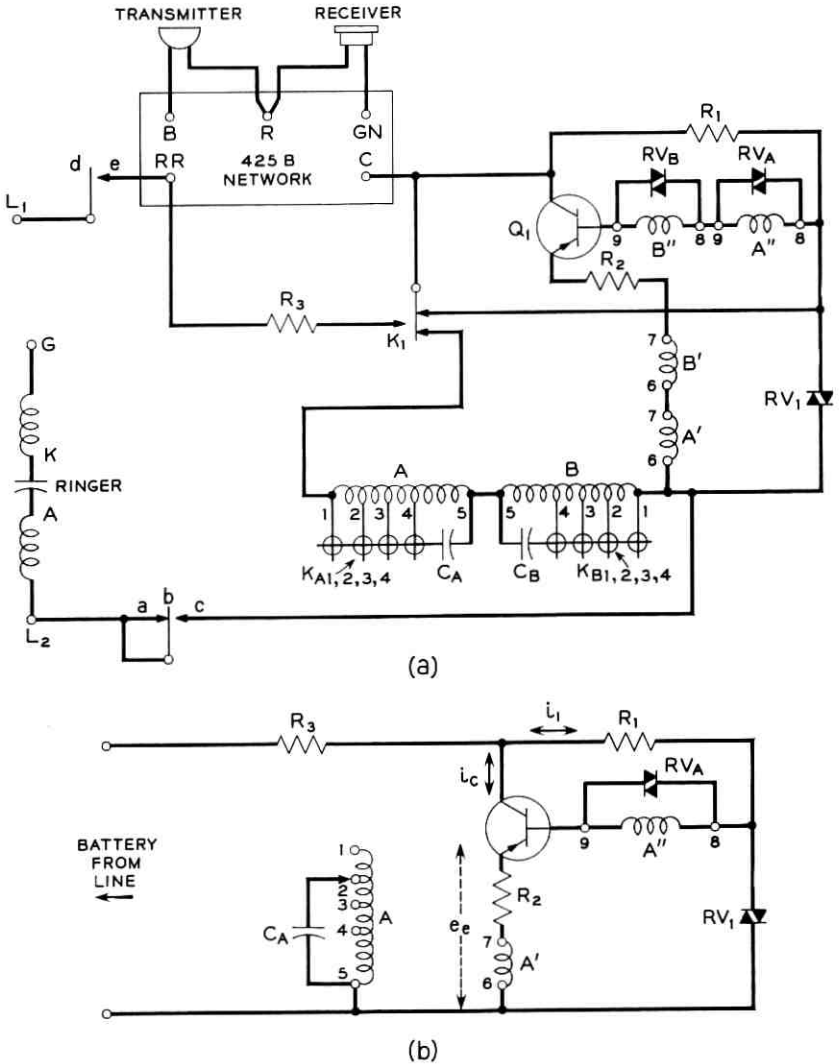 TRANSMITTER
RECEIVER
B
R
GN
RR
425 B
NETWORK
C
d
e
L1
R1
RVB
RVA
Q1
9
B"
8
9
A"
8
R2
R3
K1
7
B'
6
7
A'
6
RV1
G
K
RINGER
A
L2
a
b
c
A
B
1
2
3
4
5
5
4
3
2
1
CA
CB
KA1,2,3,4
KB1,2,3,4
(a)
R3
i1
R1
ic
RVA
9
A"
8
BATTERY
FROM
LINE
1
2
3
4
5
A
CA
ee
R2
7
A'
6
RV1
(b)